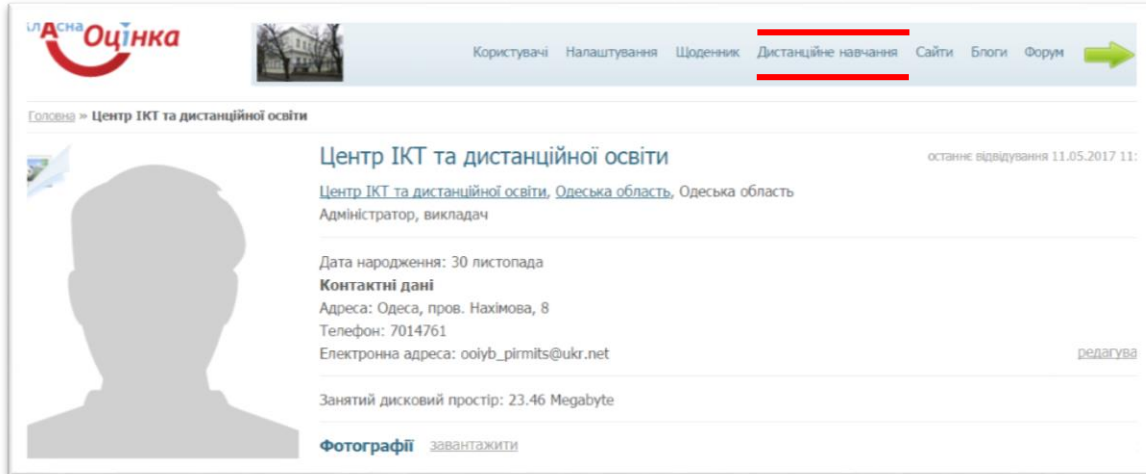 Оцінка
Користувачі Налаштування Щоденник Дистанційне навчання Сайти Блоги Форум
Головна » Центр ІКТ та дистанційної освіти
Центр ІКТ та дистанційної освіти
останнє відвідування 11.05.2017 11:
Центр ІКТ та дистанційної освіти, Одеська область, Одеська область
Адміністратор, викладач
Дата народження: 30 листопада
Контактні дані
Адреса: Одеса, пров. Нахімова, 8
Телефон: 7014761
Електронна адреса: ooiyb_pirmits@ukr.net
редагува
Занятий дисковий простір: 23.46 Megabyte
Фотографії завантажити